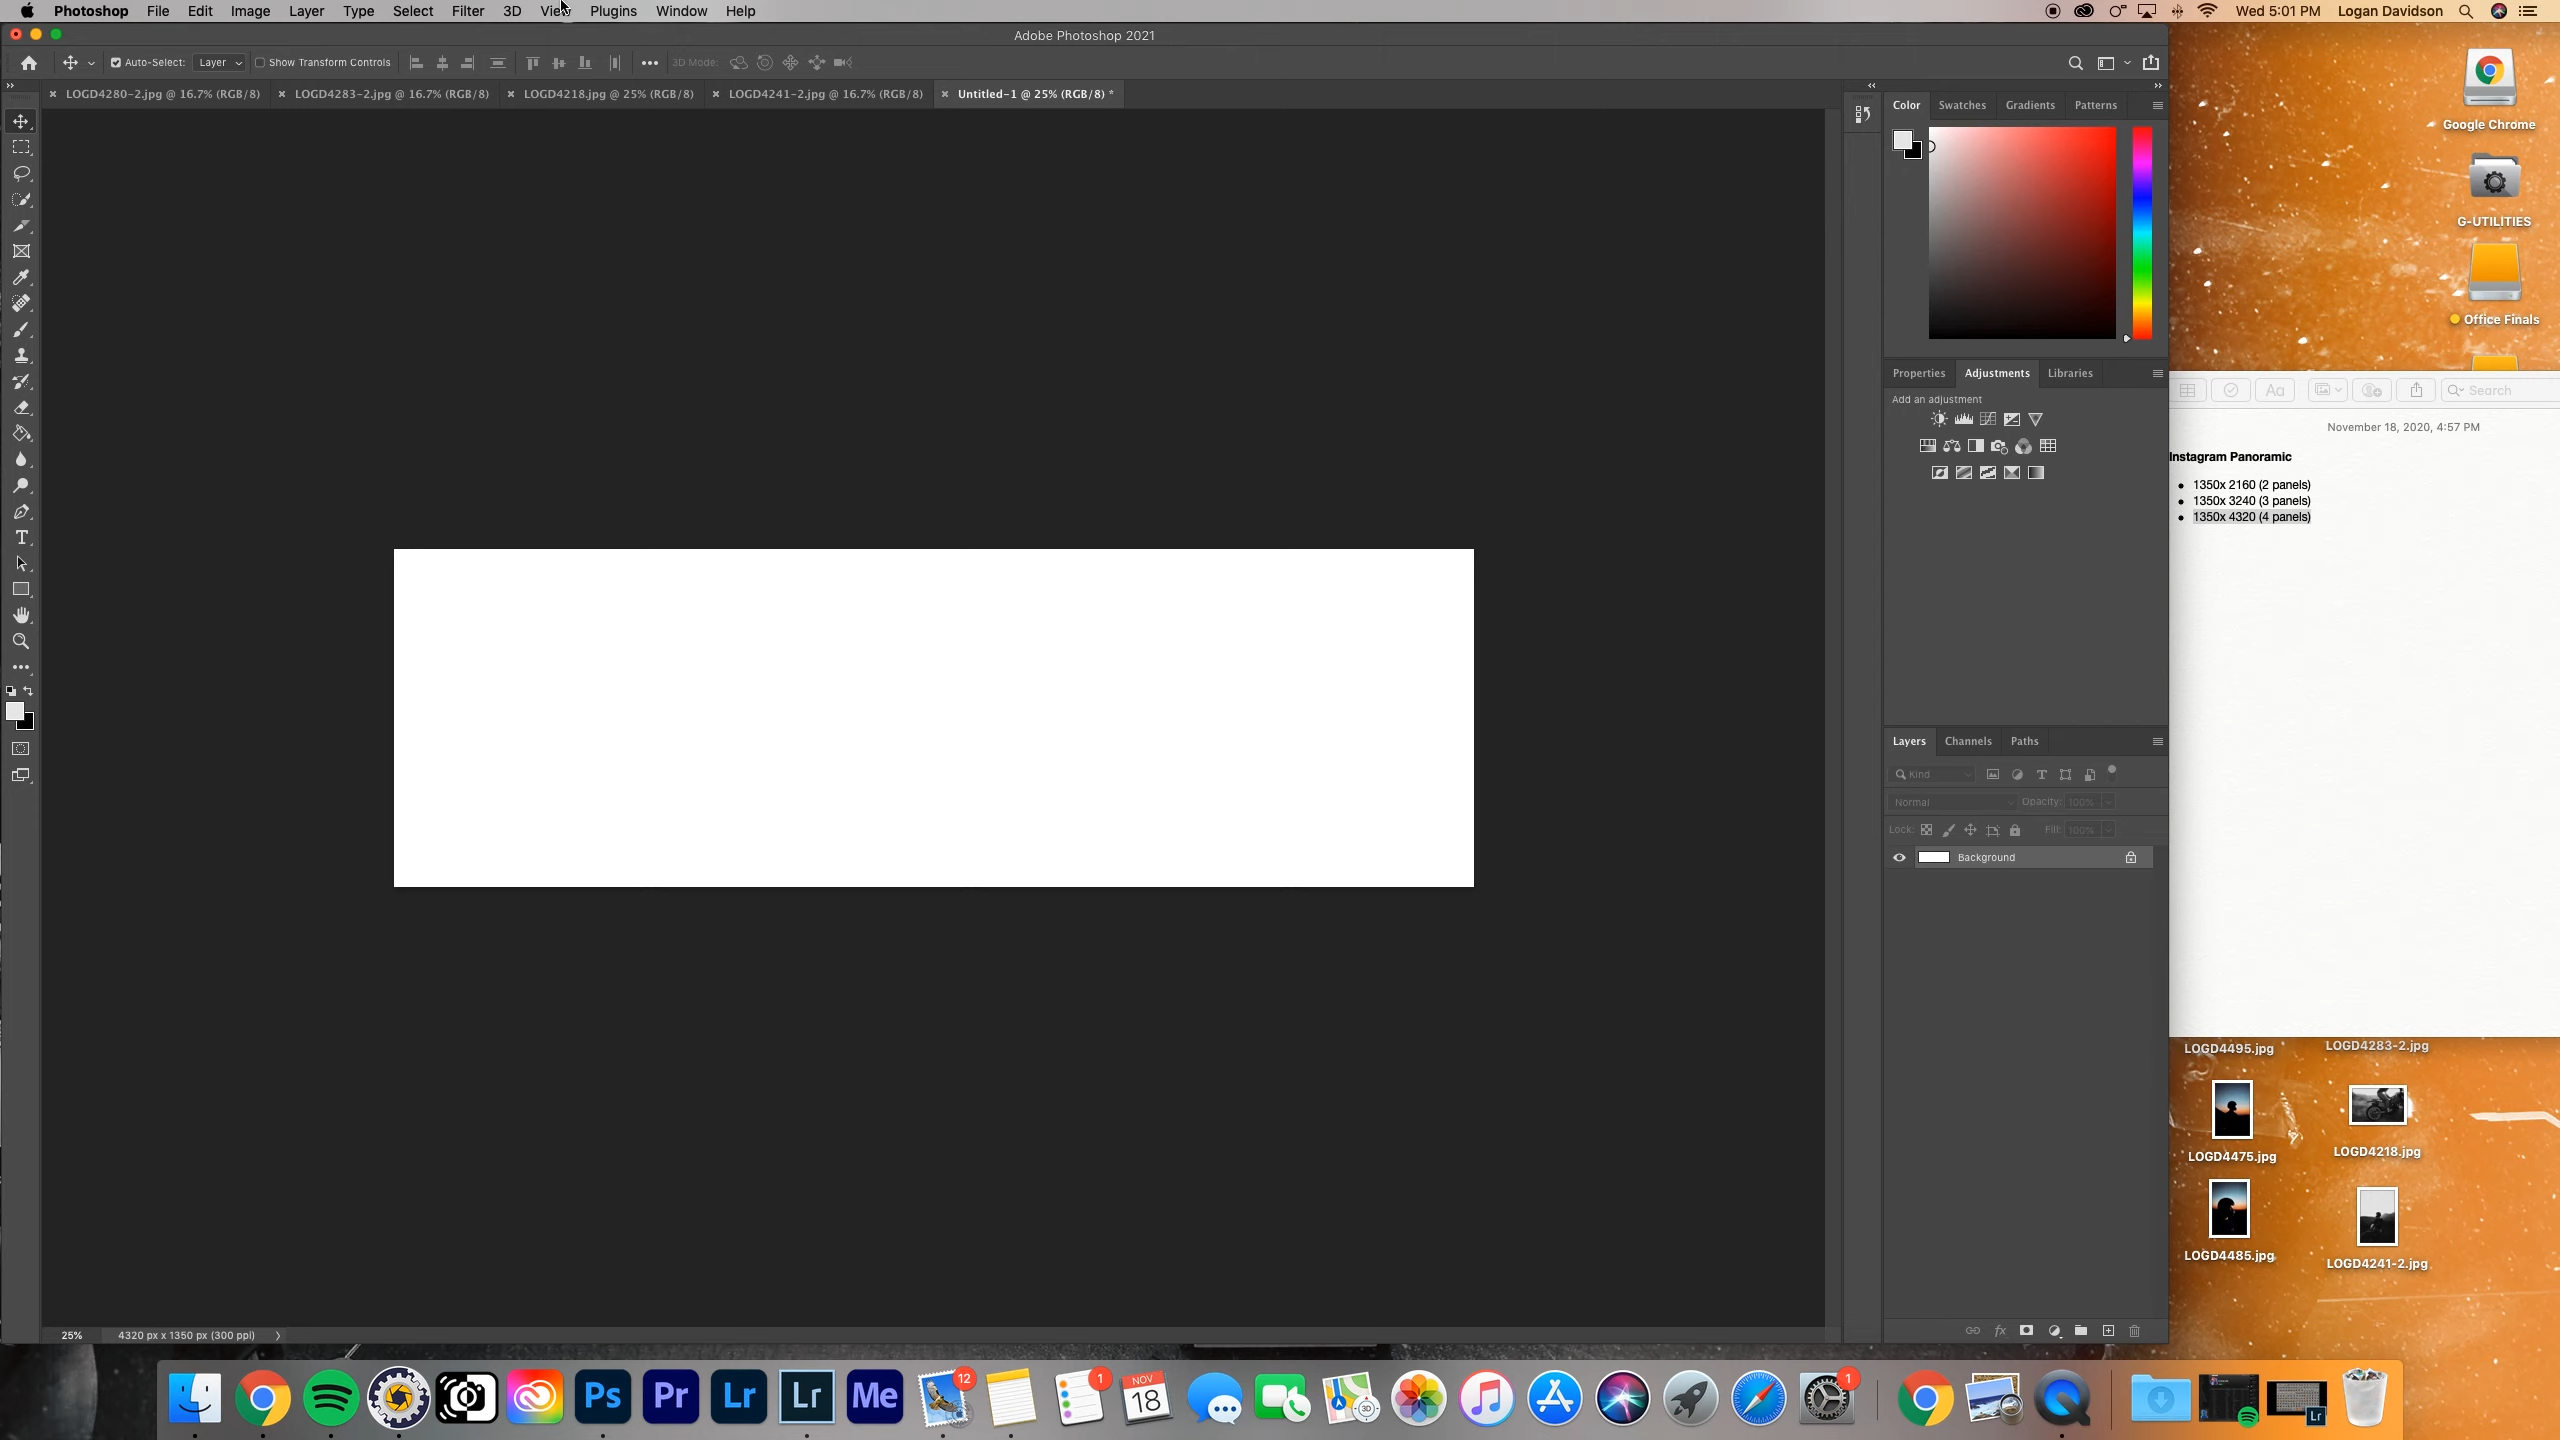 Photoshop File Edit Image Layer Type Select Filter 3D View Plugins Window Help
Wed 5:01 PM Logan Davidson
Adobe Photoshop 2021
Auto-Select: Layer Show Transform Controls 3D Mode:
LOGD4280-2.jpg @ 16.7% (RGB/8) LOGD4283-2.jpg @ 16.7% (RGB/8) LOGD4218.jpg @ 25% (RGB/8) LOGD4241-2.jpg @ 16.7% (RGB/8) Untitled-1 @ 25% (RGB/8) *
Color Swatches Gradients Patterns
Google Chrome
G-UTILITIES
Office Finals
Properties Adjustments Libraries
Add an adjustment
Aa Search
November 18, 2020, 4:57 PM
Instagram Panoramic
• 1350x 2160 (2 panels)
• 1350x 3240 (3 panels)
• 1350x 4320 (4 panels)
Layers Channels Paths
Kind
Normal Opacity: 100%
Lock: Fill: 100%
Background
LOGD4495.jpg LOGD4283-2.jpg
LOGD4475.jpg LOGD4218.jpg
LOGD4485.jpg LOGD4241-2.jpg
fx
25% 4320 px x 1350 px (300 ppi)
Ps Pr Lr Lr Me 12 1 NOV 18 3D 1 Lr